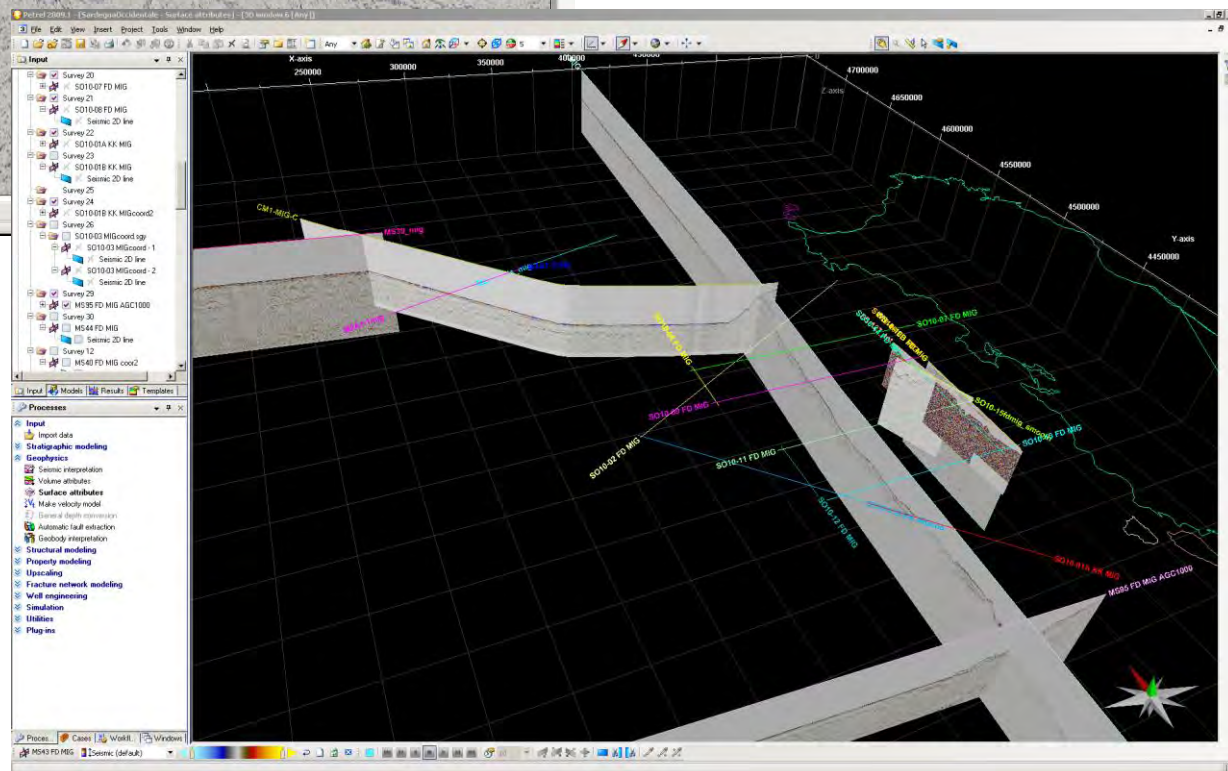 Petrel 2009.1 - [SardegnaOccidentale - Surface attributes] - [3D window 6 [Any]]
File Edit View Insert Project Tools Window Help
Any
5
Input
Survey 20
SO10-07 FD MIG
Survey 21
SO10-08 FD MIG
Seismic 2D line
Survey 22
SO10-01A KK MIG
Survey 23
SO10-01B KK MIG
Seismic 2D line
Survey 25
Survey 24
SO10-01B KK MIGcoord2
Survey 26
SO10-03 MIGcoord.sgy
SO10-03 MIGcoord - 1
Seismic 2D line
SO10-03 MIGcoord - 2
Seismic 2D line
Survey 29
MS95 FD MIG AGC1000
Survey 30
MS44 FD MIG
Seismic 2D line
Survey 12
MS40 FD MIG coor2
Input Models Results Templates
Processes
Input
Import data
Stratigraphic modeling
Geophysics
Seismic interpretation
Volume attributes
Surface attributes
Make velocity model
General depth conversion
Automatic fault extraction
Geobody interpretation
Structural modeling
Property modeling
Upscaling
Fracture network modeling
Well engineering
Simulation
Utilities
Plug-ins
Proces... Cases Workfl... Windows
MS43 FD MIG Seismic (default)
X-axis
250000 300000 350000 400000 450000
Z-axis
4700000
4650000
4600000
4550000
4500000
Y-axis
4450000
CM1-MIG-C
MS39_mig
SO10-07 FD MIG
SO10-02 FD MIG
SO10-11 FD MIG
SO10-12 FD MIG
SO10-01A KK MIG
MS95 FD MIG AGC1000